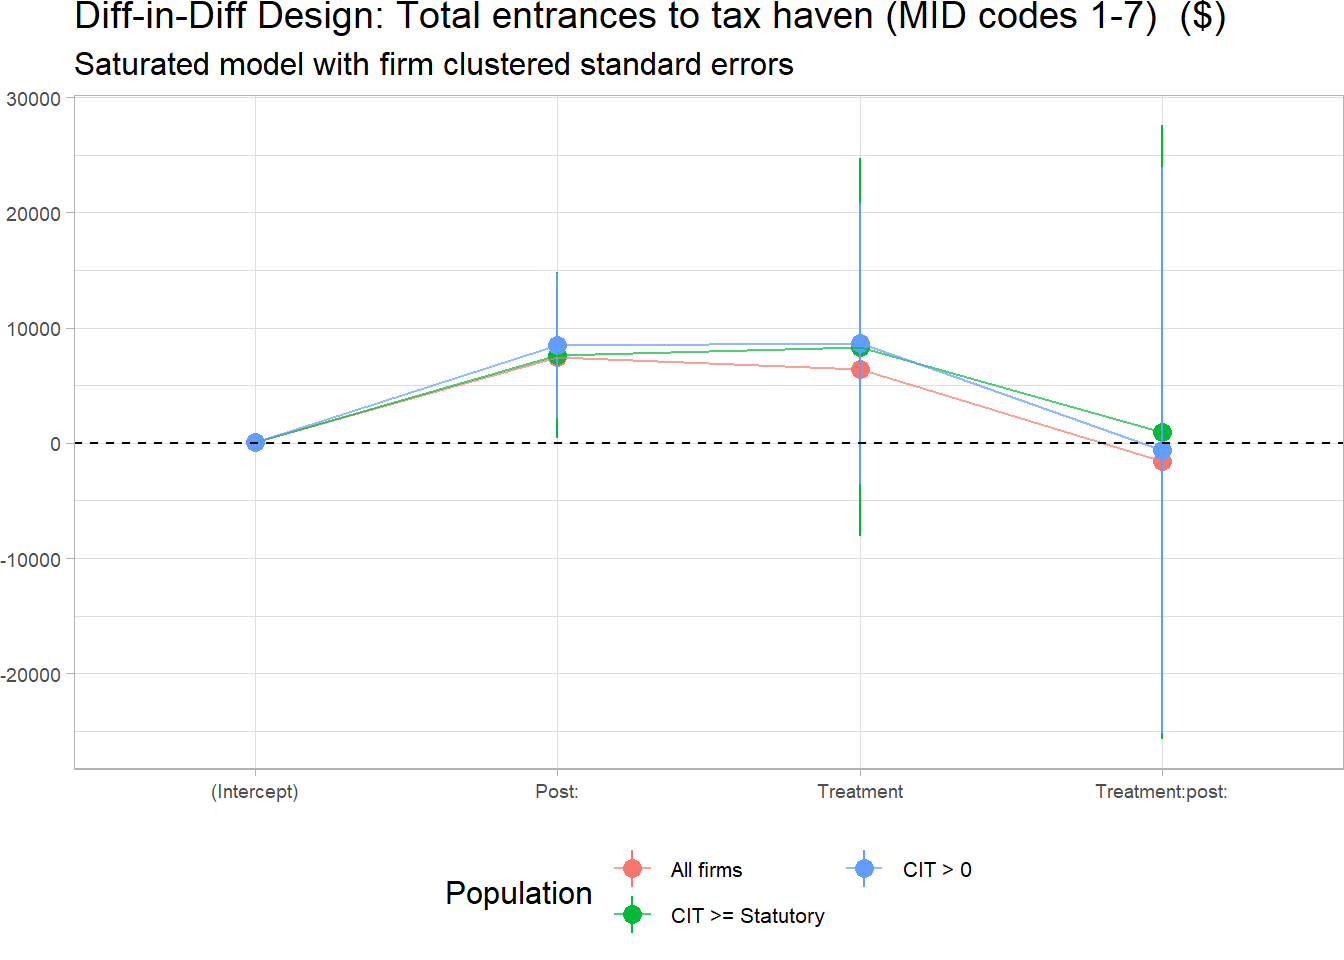 Diff-in-Diff Design: Total entrances to tax haven (MID codes 1-7)  ($)
Saturated model with firm clustered standard errors
30000
20000
10000
0
-10000
-20000
(Intercept) Post: Treatment Treatment:post:
Population
All firms
CIT > 0
CIT >= Statutory